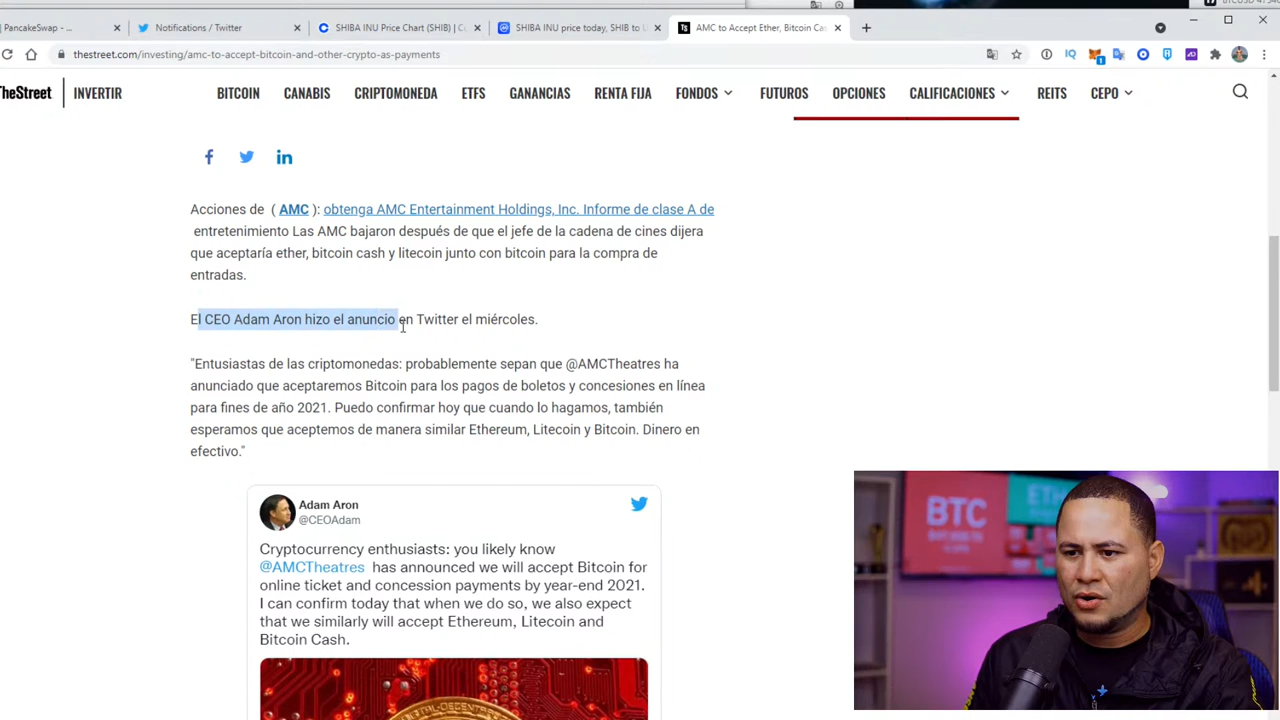 PancakeSwap - ...
Notifications / Twitter
SHIBA INU Price Chart (SHIB) | C
SHIBA INU price today, SHIB to U
Ts
AMC to Accept Ether, Bitcoin Ca
thestreet.com/investing/amc-to-accept-bitcoin-and-other-crypto-as-payments
IQ
1
TheStreet
INVERTIR
BITCOIN
CANABIS
CRIPTOMONEDA
ETFS
GANANCIAS
RENTA FIJA
FONDOS
FUTUROS
OPCIONES
CALIFICACIONES
REITS
CEPO
Acciones de ( AMC ): obtenga AMC Entertainment Holdings, Inc. Informe de clase A de
entretenimiento Las AMC bajaron después de que el jefe de la cadena de cines dijera
que aceptaría ether, bitcoin cash y litecoin junto con bitcoin para la compra de
entradas.
El CEO Adam Aron hizo el anuncio en Twitter el miércoles.
"Entusiastas de las criptomonedas: probablemente sepan que @AMCTheatres ha
anunciado que aceptaremos Bitcoin para los pagos de boletos y concesiones en línea
para fines de año 2021. Puedo confirmar hoy que cuando lo hagamos, también
esperamos que aceptemos de manera similar Ethereum, Litecoin y Bitcoin. Dinero en
efectivo."
Adam Aron
@CEOAdam
Cryptocurrency enthusiasts: you likely know
@AMCTheatres has announced we will accept Bitcoin for
online ticket and concession payments by year-end 2021.
I can confirm today that when we do so, we also expect
that we similarly will accept Ethereum, Litecoin and
Bitcoin Cash.
BTC